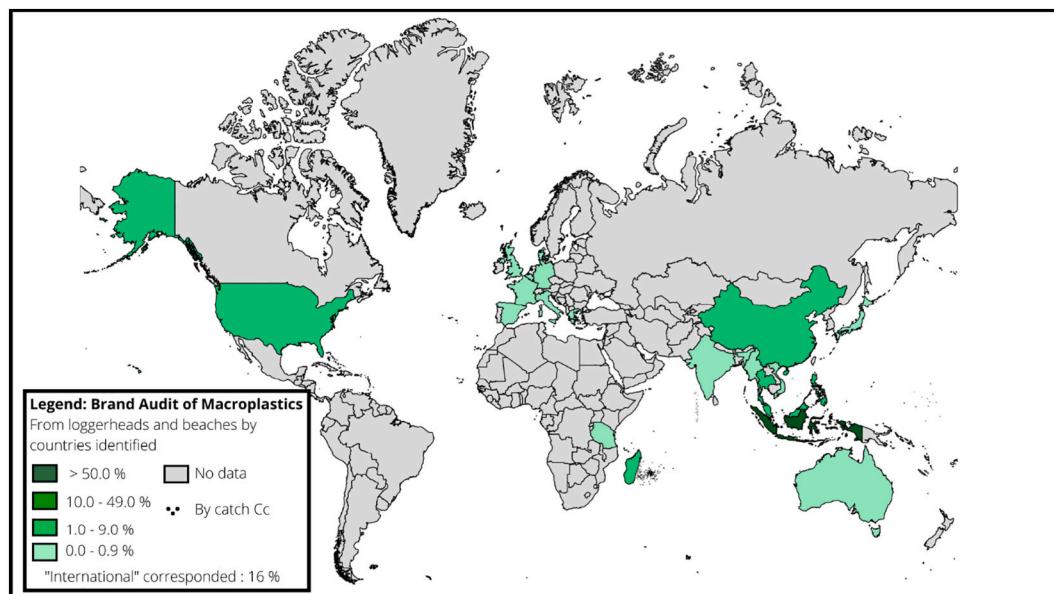 Legend: Brand Audit of Macroplastics
From loggerheads and beaches by
countries identified
> 50.0 %
No data
10.0 - 49.0 %
By catch Cc
1.0 - 9.0 %
0.0 - 0.9 %
"International" corresponded : 16 %